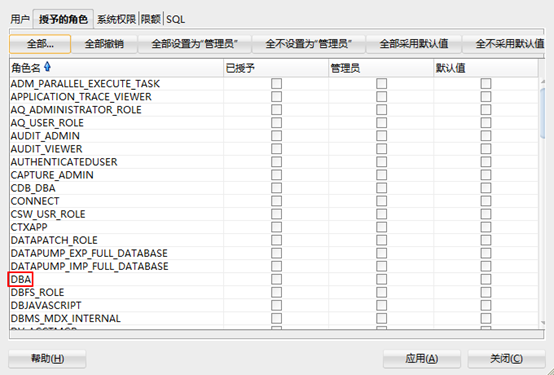 用户 授予的角色 系统权限 限额 SQL
全部... 全部撤销 全部设置为"管理员" 全不设置为"管理员" 全部采用默认值 全不采用默认值
角色名 已授予 管理员 默认值
ADM_PARALLEL_EXECUTE_TASK
APPLICATION_TRACE_VIEWER
AQ_ADMINISTRATOR_ROLE
AQ_USER_ROLE
AUDIT_ADMIN
AUDIT_VIEWER
AUTHENTICATEDUSER
CAPTURE_ADMIN
CDB_DBA
CONNECT
CSW_USR_ROLE
CTXAPP
DATAPATCH_ROLE
DATAPUMP_EXP_FULL_DATABASE
DATAPUMP_IMP_FULL_DATABASE
DBA
DBFS_ROLE
DBJAVASCRIPT
DBMS_MDX_INTERNAL
帮助(H) 应用(A) 关闭(C)